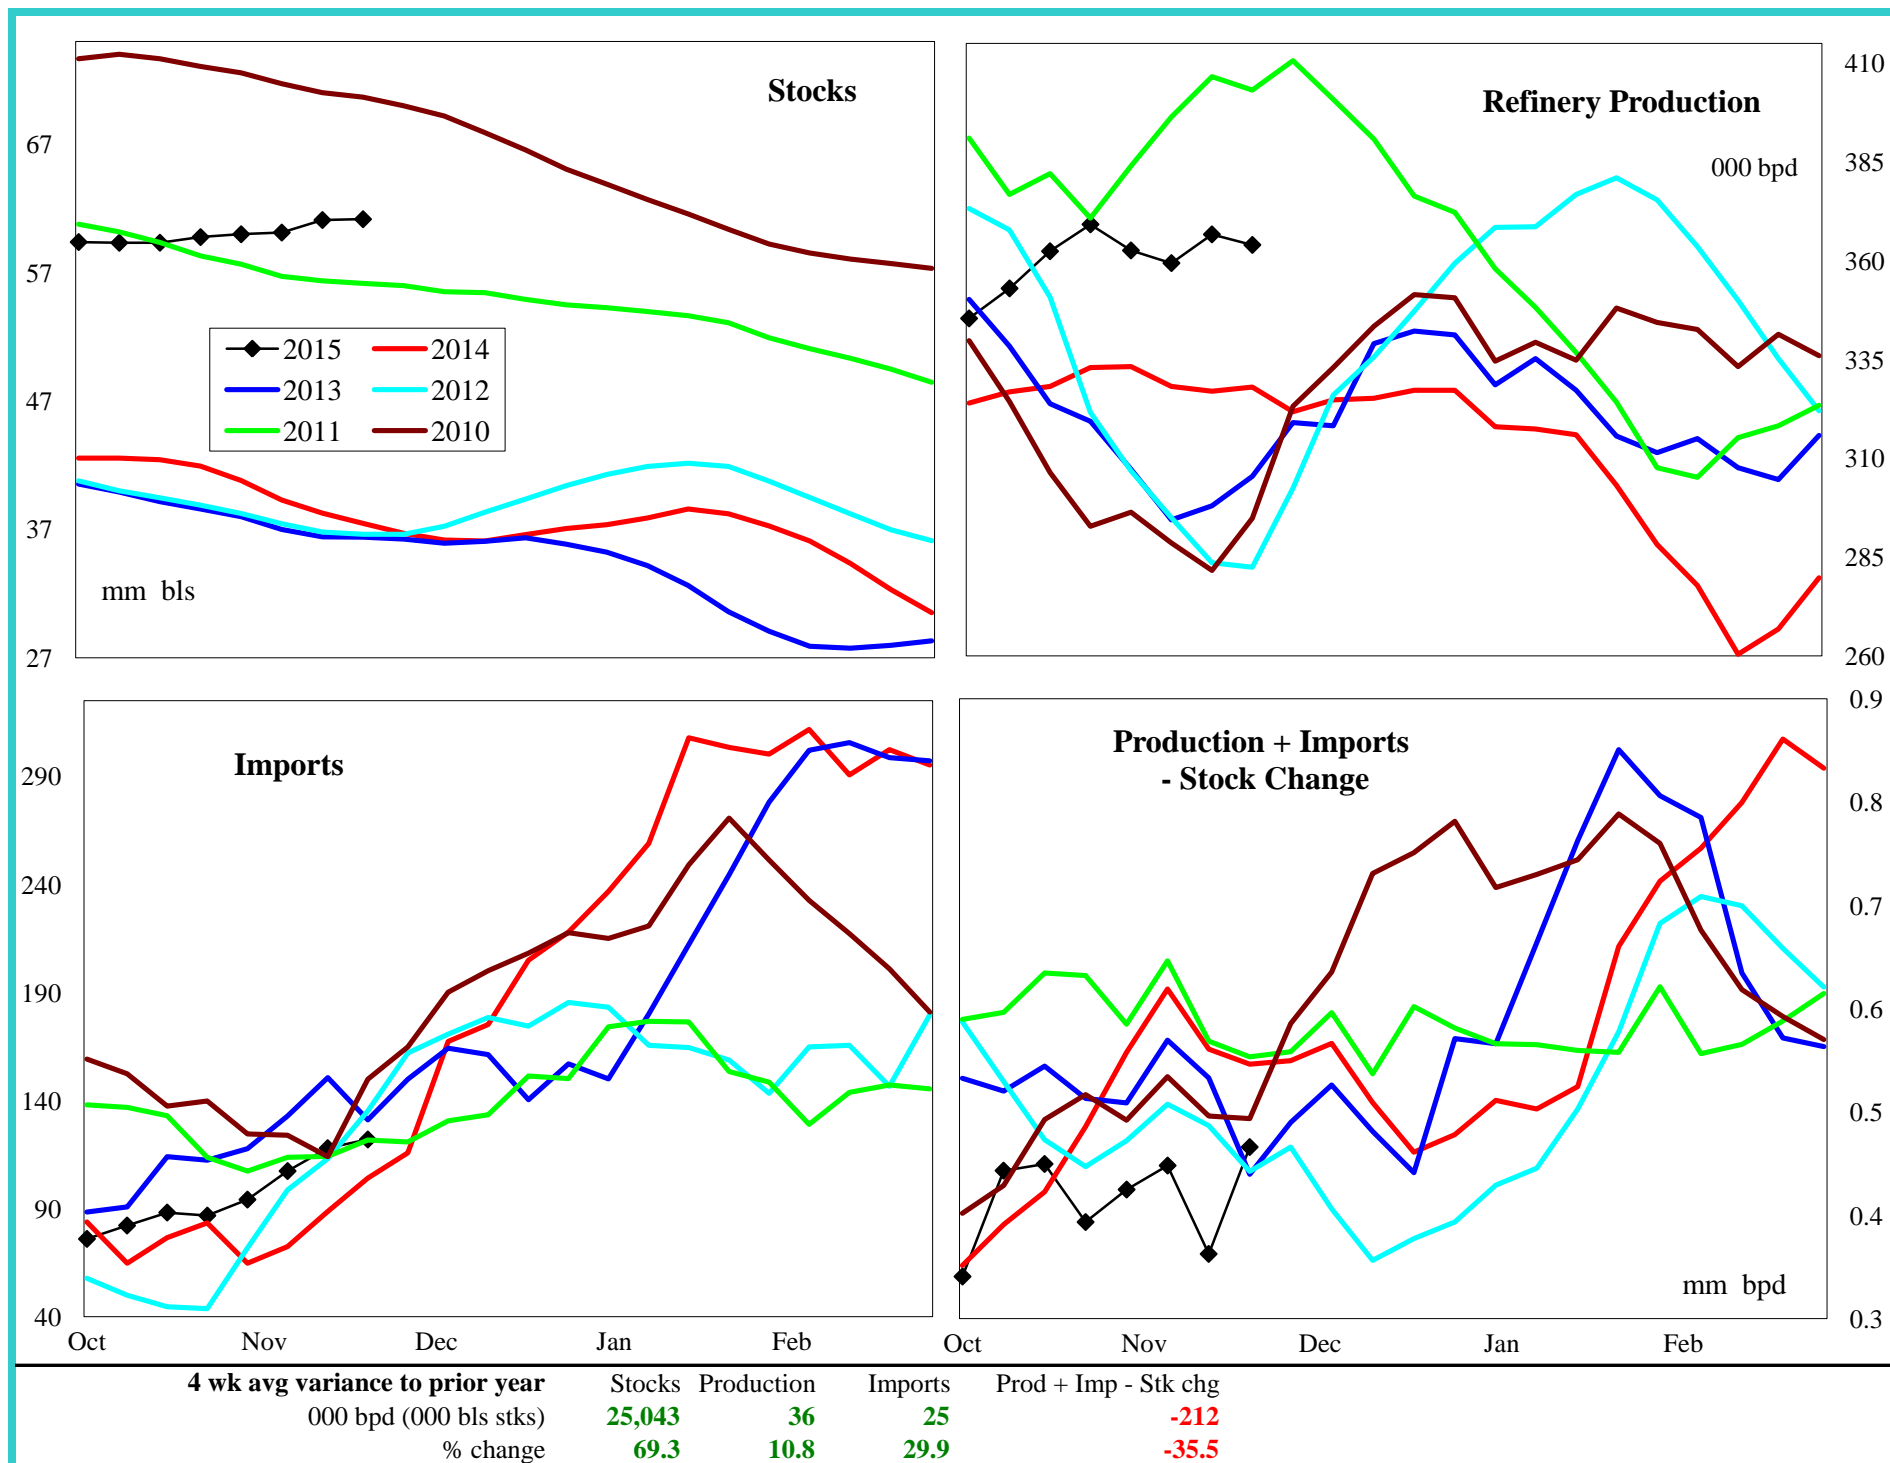 Stocks
67
57
47
37
27
mm bls
2015 2014
2013 2012
2011 2010
Refinery Production
000 bpd
410
385
360
335
310
285
260
Imports
290
240
190
140
90
40
Oct Nov Dec Jan Feb
Production + Imports
- Stock Change
0.9
0.8
0.7
0.6
0.5
0.4
0.3
mm bpd
Oct Nov Dec Jan Feb
4 wk avg variance to prior year Stocks Production Imports Prod + Imp - Stk chg
000 bpd (000 bls stks) 25,043 36 25 -212
% change 69.3 10.8 29.9 -35.5